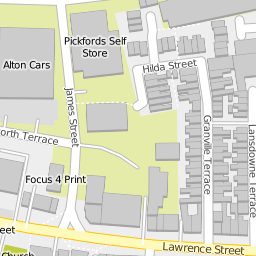 Pickfords Self
Store
Alton Cars
Hilda Street
James Street
Granville Terrace
Lansdowne Terrace
orth Terrace
Focus 4 Print
reet
Lawrence Street
Church